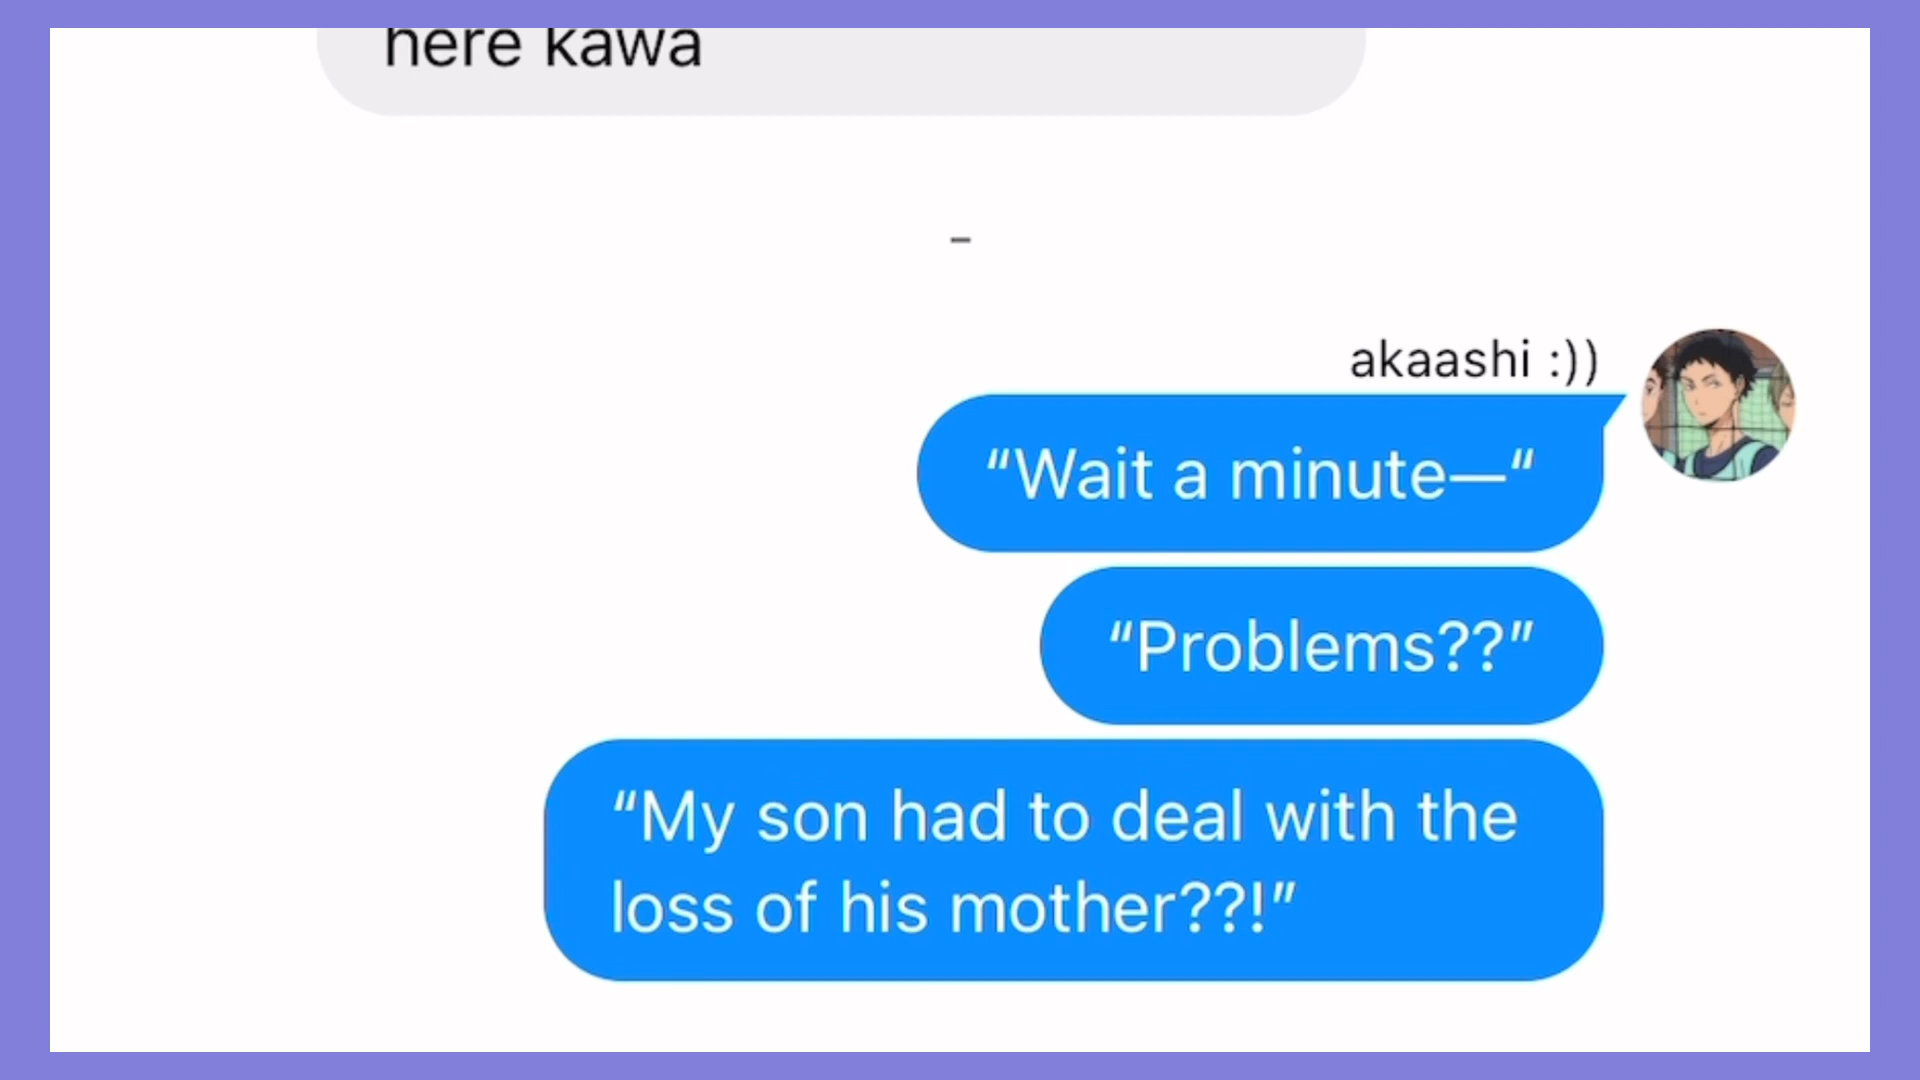 here kawa
-
akaashi :))
“Wait a minute—“
“Problems??”
“My son had to deal with the
loss of his mother??!”